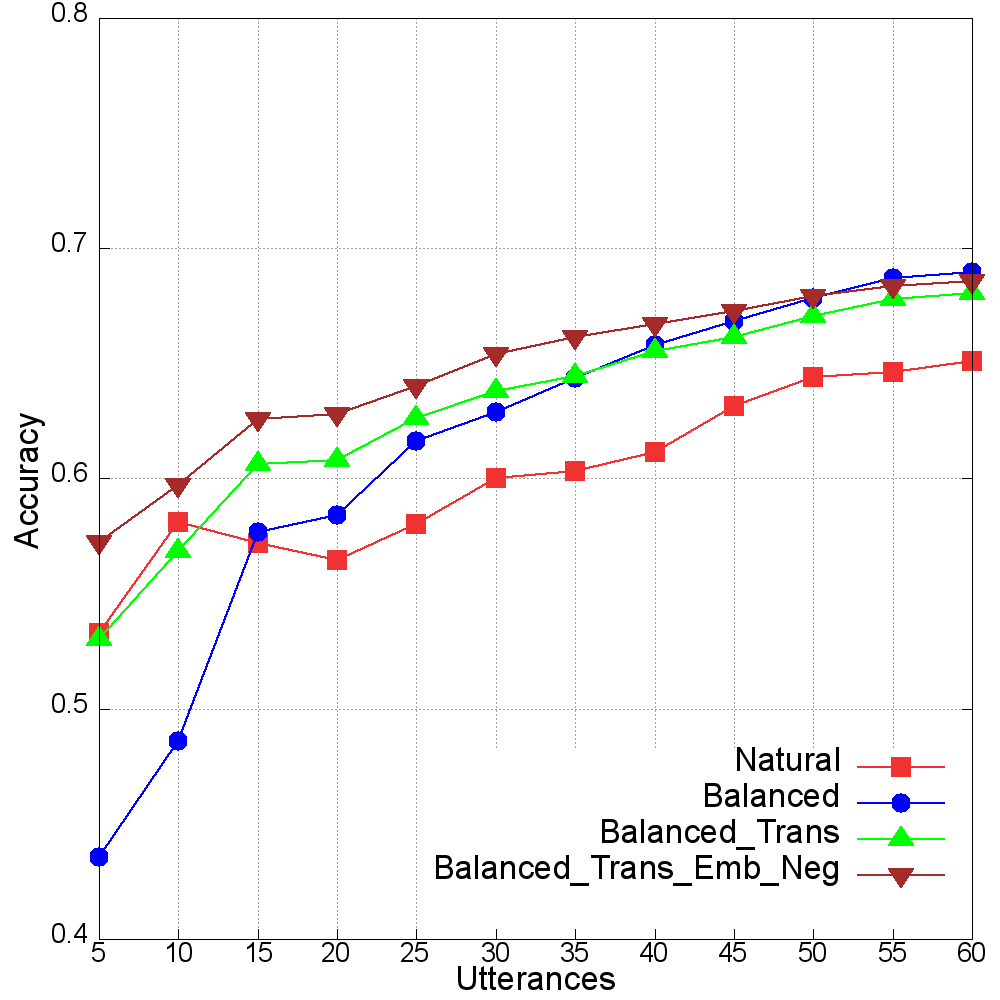 0.8
0.7
0.6
0.5
0.4
Accuracy
5 10 15 20 25 30 35 40 45 50 55 60
Utterances
Natural
Balanced
Balanced_Trans
Balanced_Trans_Emb_Neg